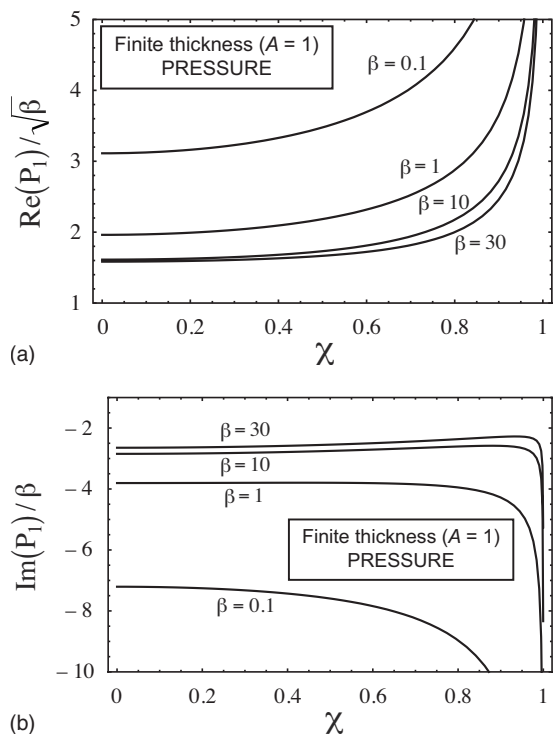 5
4
3
2
1
Re(P₁)/√β
Finite thickness (A = 1)
PRESSURE
β = 0.1
β = 1
β = 10
β = 30
0
0.2
0.4
0.6
0.8
1
χ
(a)
− 2
− 4
− 6
− 8
− 10
Im(P₁)/β
β = 30
β = 10
β = 1
Finite thickness (A = 1)
PRESSURE
β = 0.1
0
0.2
0.4
0.6
0.8
1
χ
(b)